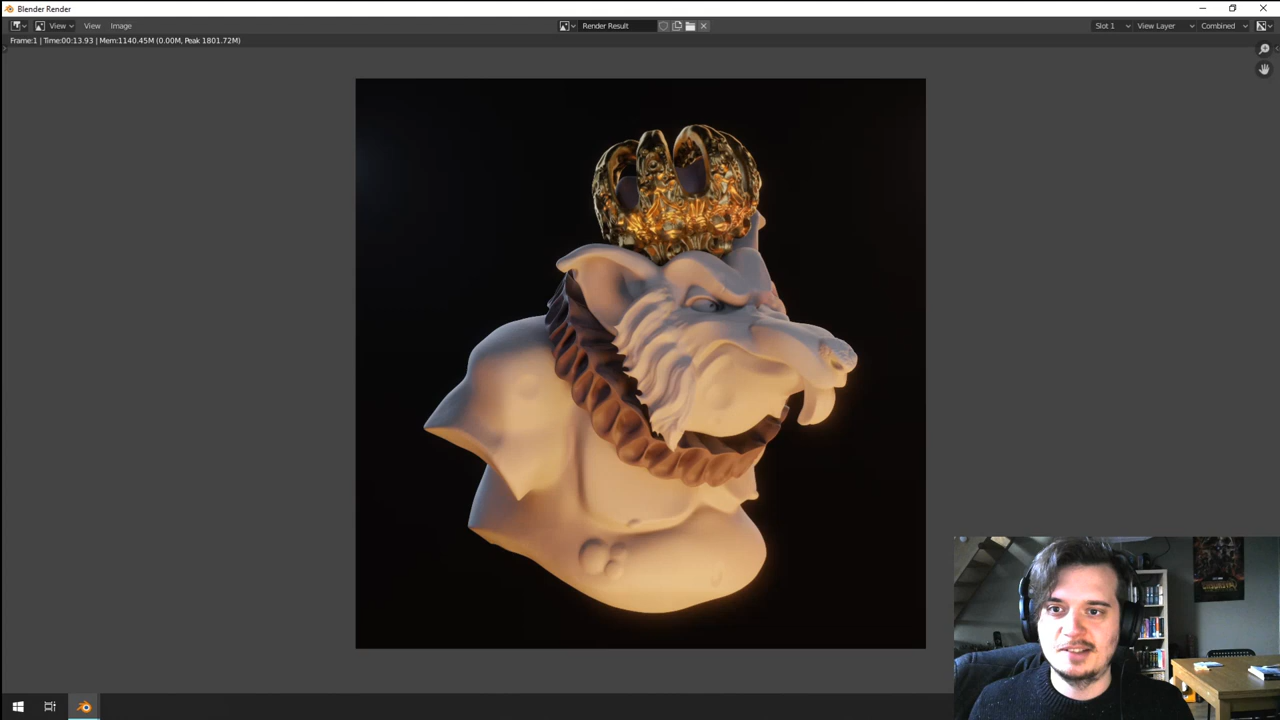 Blender Render
View View Image Render Result Slot 1 View Layer Combined
Frame:1 | Time:00:13.93 | Mem:1140.45M (0.00M, Peak 1801.72M)